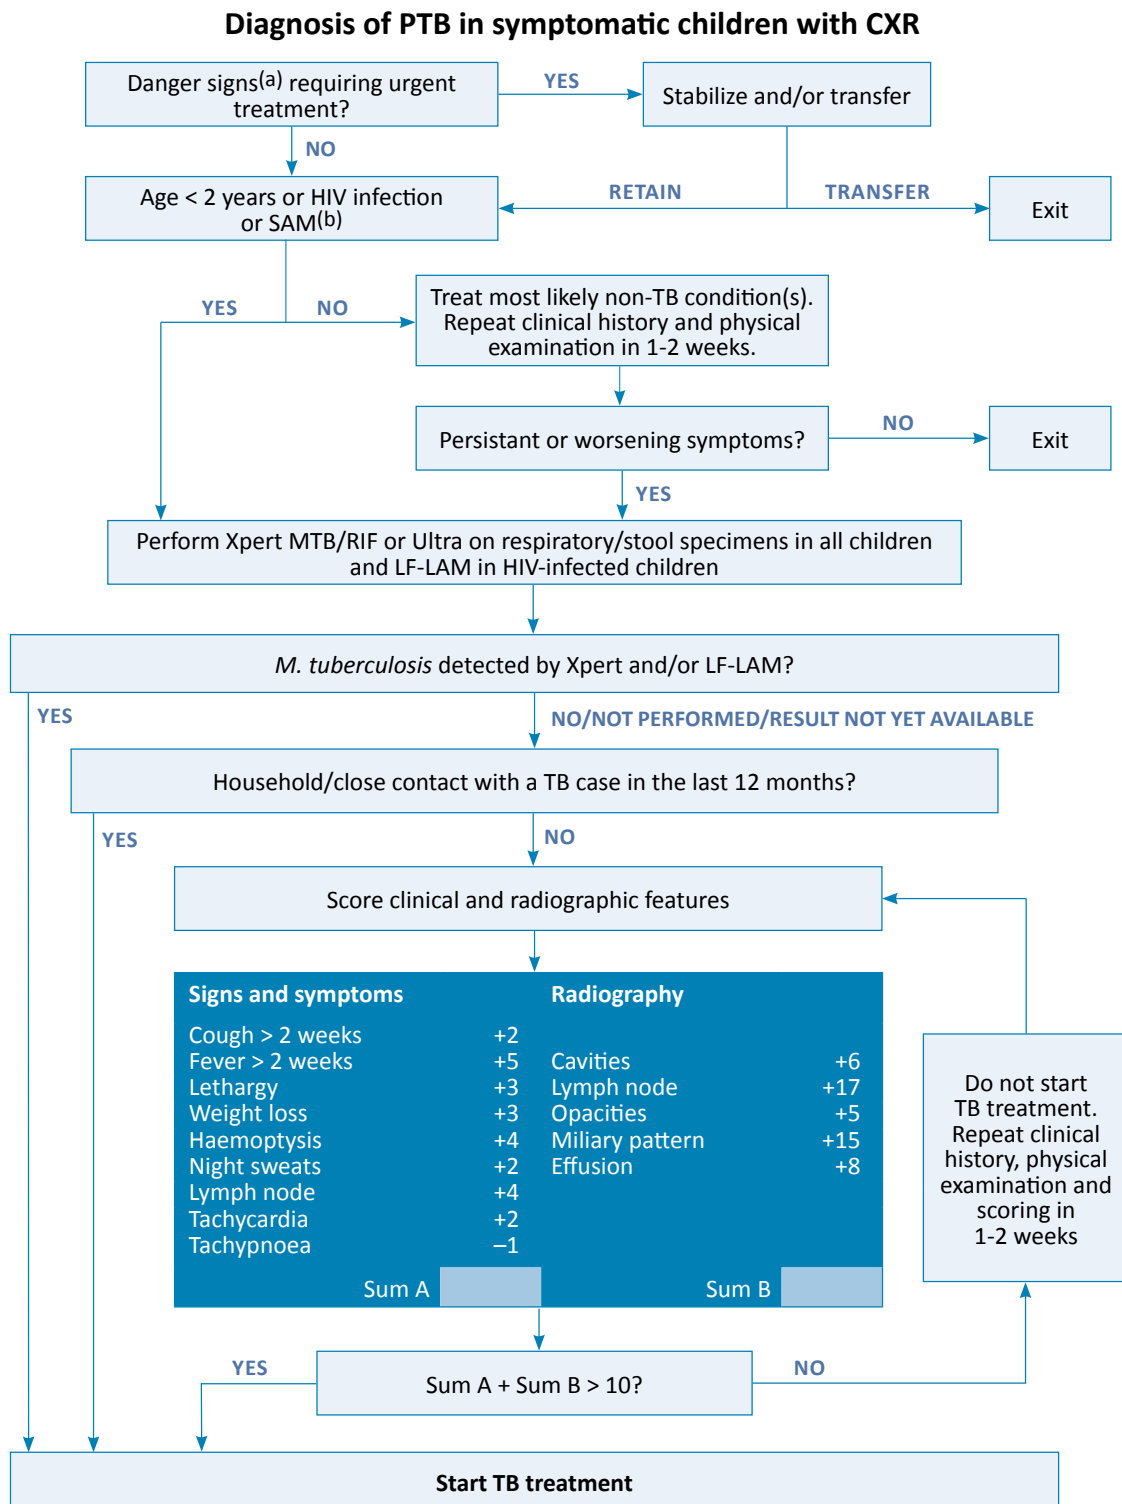 Diagnosis of PTB in symptomatic children with CXR
Danger signs(a) requiring urgent
treatment?
YES
Stabilize and/or transfer
NO
Age < 2 years or HIV infection
or SAM(b)
RETAIN
TRANSFER
Exit
YES
NO
Treat most likely non-TB condition(s).
Repeat clinical history and physical
examination in 1-2 weeks.
Persistant or worsening symptoms?
NO
Exit
YES
Perform Xpert MTB/RIF or Ultra on respiratory/stool specimens in all children
and LF-LAM in HIV-infected children
M. tuberculosis detected by Xpert and/or LF-LAM?
YES
NO/NOT PERFORMED/RESULT NOT YET AVAILABLE
Household/close contact with a TB case in the last 12 months?
YES
NO
Score clinical and radiographic features
Signs and symptoms
Cough > 2 weeks +2
Fever > 2 weeks +5
Lethargy +3
Weight loss +3
Haemoptysis +4
Night sweats +2
Lymph node +4
Tachycardia +2
Tachypnoea –1
Sum A
Radiography
Cavities +6
Lymph node +17
Opacities +5
Miliary pattern +15
Effusion +8
Sum B
Do not start
TB treatment.
Repeat clinical
history, physical
examination and
scoring in
1-2 weeks
YES
Sum A + Sum B > 10?
NO
Start TB treatment